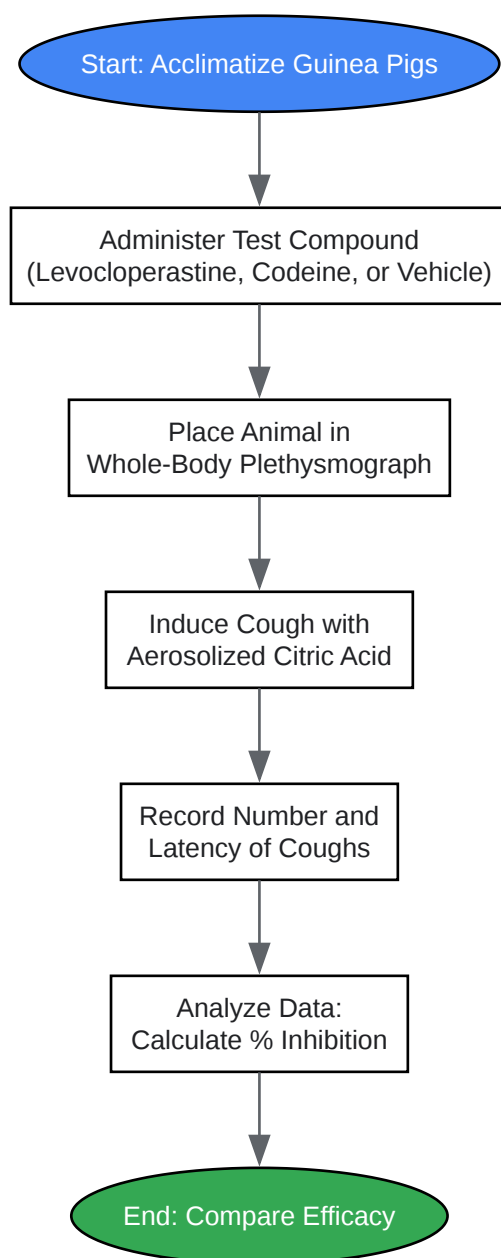 Start: Acclimatize Guinea Pigs
Administer Test Compound
(Levocloperastine, Codeine, or Vehicle)
Place Animal in
Whole-Body Plethysmograph
Induce Cough with
Aerosolized Citric Acid
Record Number and
Latency of Coughs
Analyze Data:
Calculate % Inhibition
End: Compare Efficacy